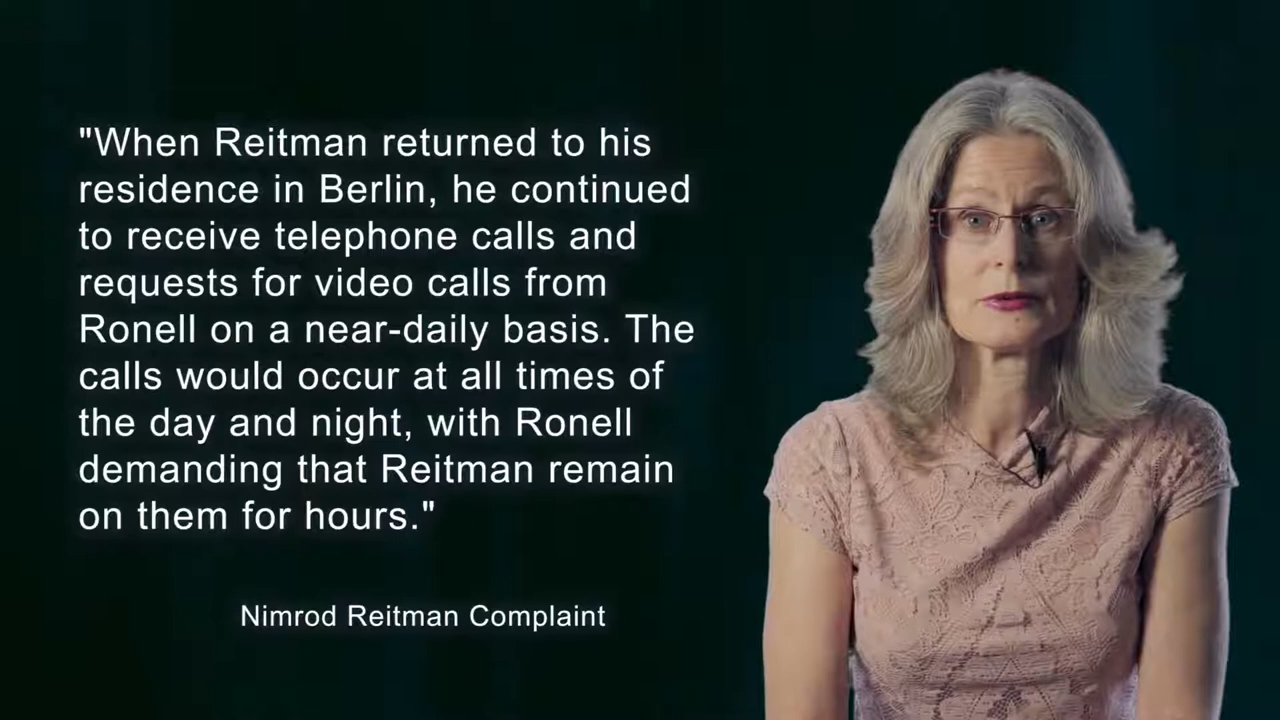 "When Reitman returned to his
residence in Berlin, he continued
to receive telephone calls and
requests for video calls from
Ronell on a near-daily basis. The
calls would occur at all times of
the day and night, with Ronell
demanding that Reitman remain
on them for hours."
Nimrod Reitman Complaint